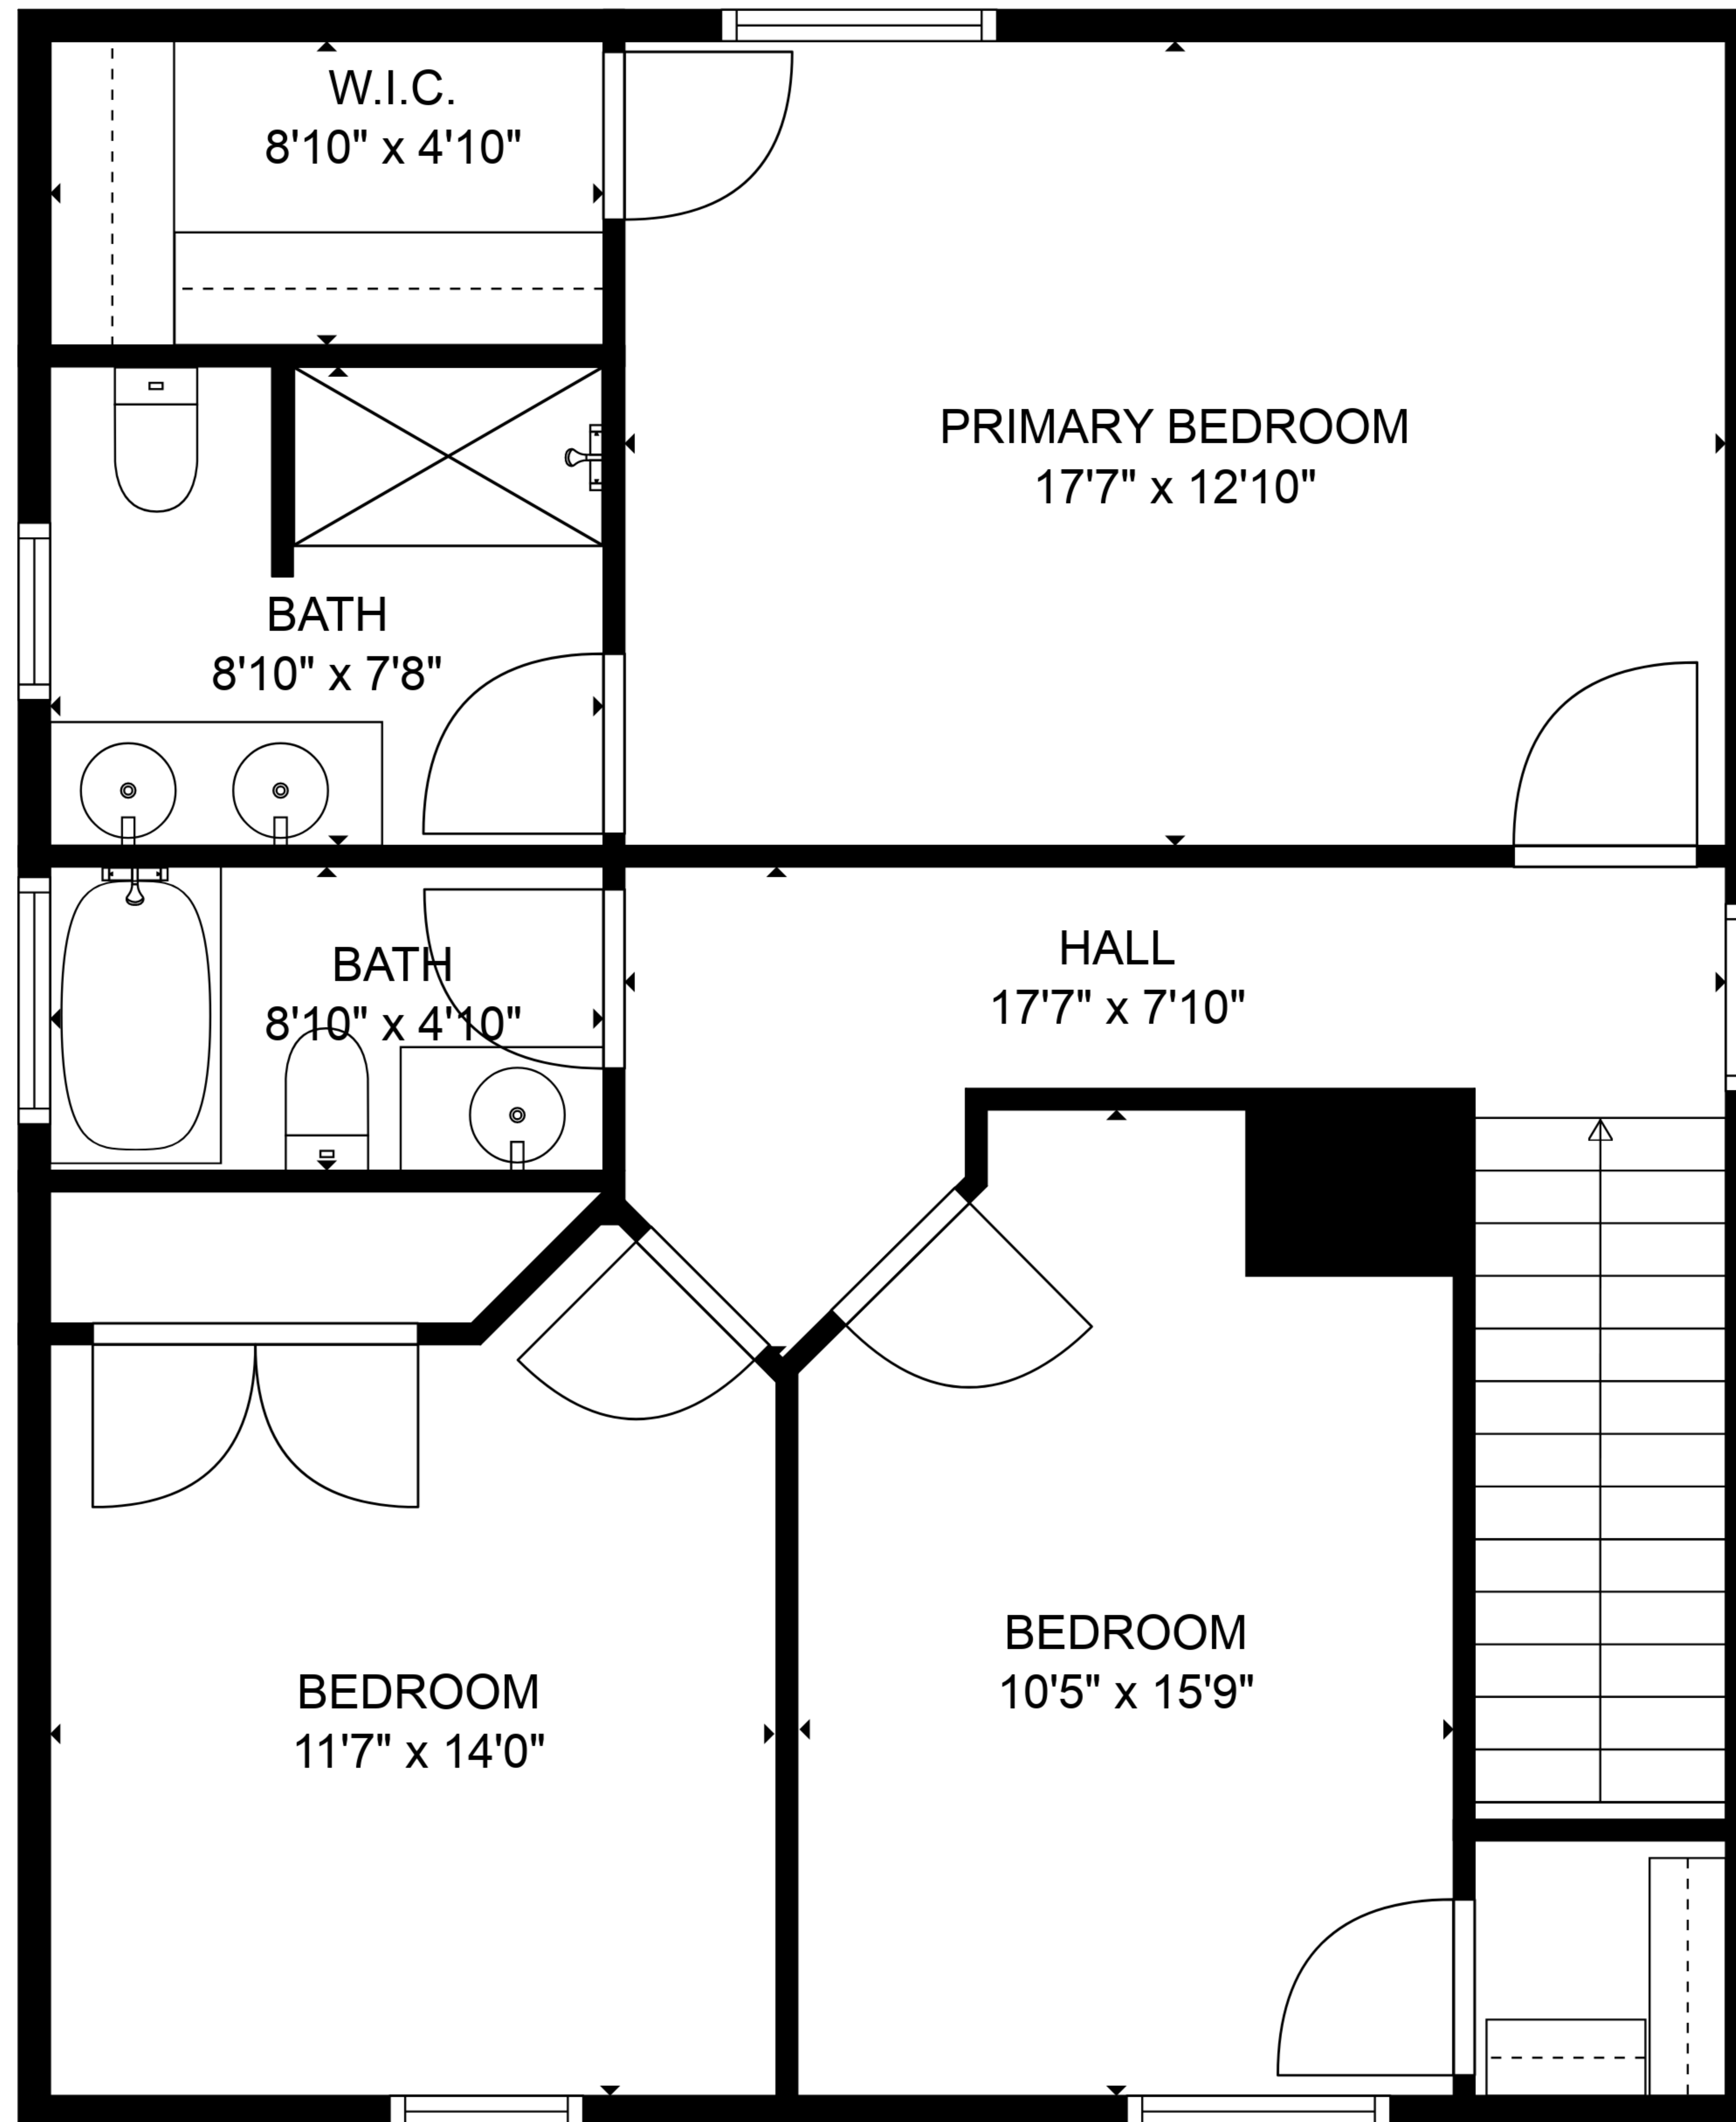 W.I.C.
8'10" x 4'10"
PRIMARY BEDROOM
17'7" x 12'10"
BATH
8'10" x 7'8"
BATH
8'10" x 4'10"
HALL
17'7" x 7'10"
BEDROOM
10'5" x 15'9"
BEDROOM
11'7" x 14'0"